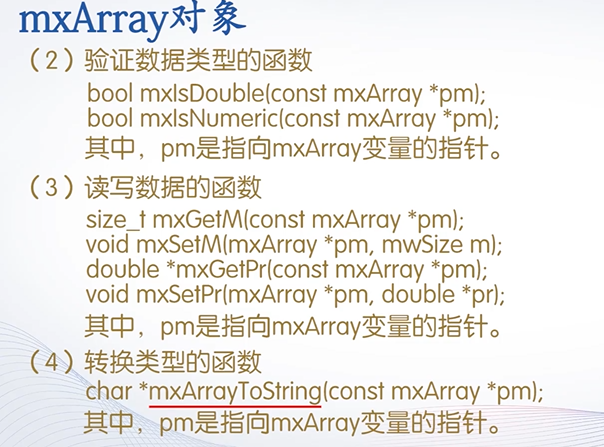 mxArray对象
（2）验证数据类型的函数
bool mxIsDouble(const mxArray *pm);
bool mxIsNumeric(const mxArray *pm);
其中，pm是指向mxArray变量的指针。
（3）读写数据的函数
size_t mxGetM(const mxArray *pm);
void mxSetM(mxArray *pm, mwSize m);
double *mxGetPr(const mxArray *pm);
void mxSetPr(mxArray *pm, double *pr);
其中，pm是指向mxArray变量的指针。
（4）转换类型的函数
char *mxArrayToString(const mxArray *pm);
其中，pm是指向mxArray变量的指针。